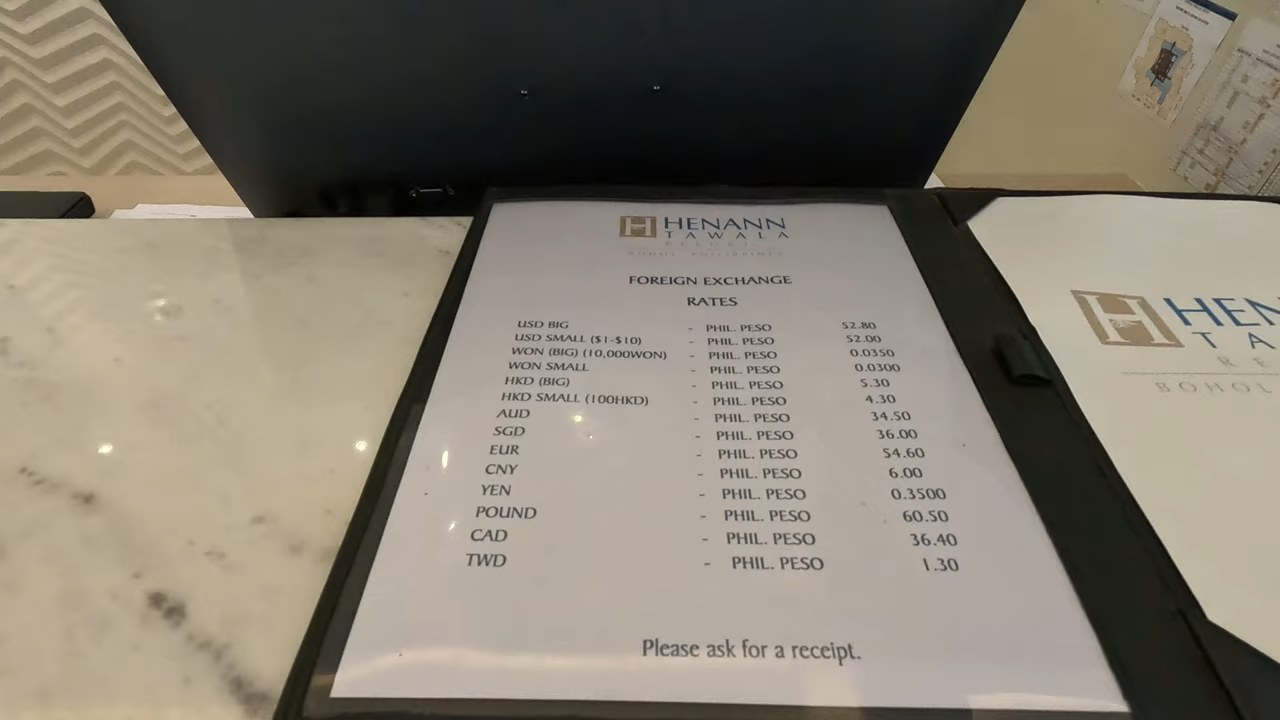 HENANN
TAWALA
RESORT
BOHOL PHILIPPINES
FOREIGN EXCHANGE
RATES
USD BIG - PHIL. PESO 52.80
USD SMALL ($1-$10) - PHIL. PESO 52.00
WON (BIG) (10,000WON) - PHIL. PESO 0.0350
WON SMALL - PHIL. PESO 0.0300
HKD (BIG) - PHIL. PESO 5.30
HKD SMALL (100HKD) - PHIL. PESO 4.30
AUD - PHIL. PESO 34.50
SGD - PHIL. PESO 36.00
EUR - PHIL. PESO 54.60
CNY - PHIL. PESO 6.00
YEN - PHIL. PESO 0.3500
POUND - PHIL. PESO 60.50
CAD - PHIL. PESO 36.40
TWD - PHIL. PESO 1.30
Please ask for a receipt.
HEN
TA
RE
BOHOL